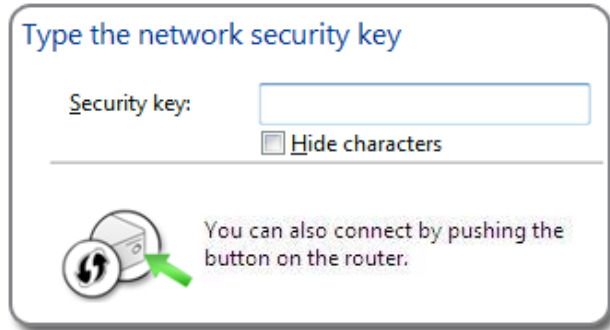 Type the network security key
Security key:
Hide characters
You can also connect by pushing the
button on the router.